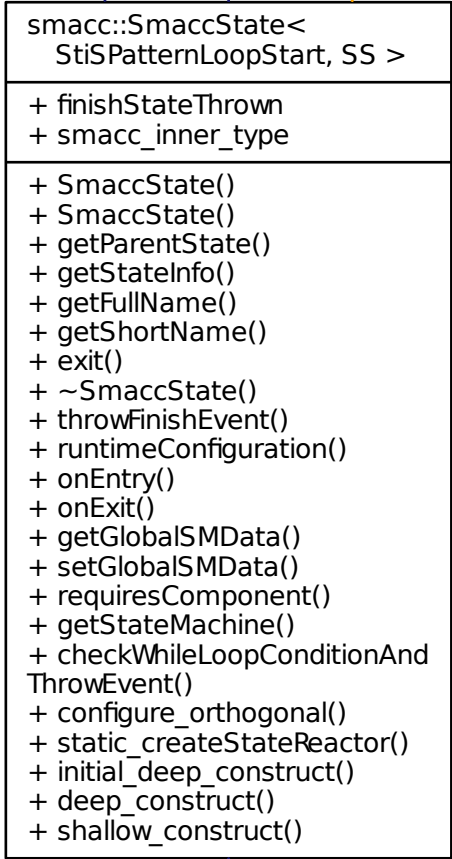 smacc::SmaccState<
StiSPatternLoopStart, SS >
+ finishStateThrown
+ smacc_inner_type
+ SmaccState()
+ SmaccState()
+ getParentState()
+ getStateInfo()
+ getFullName()
+ getShortName()
+ exit()
+ ~SmaccState()
+ throwFinishEvent()
+ runtimeConfiguration()
+ onEntry()
+ onExit()
+ getGlobalSMData()
+ setGlobalSMData()
+ requiresComponent()
+ getStateMachine()
+ checkWhileLoopConditionAnd
ThrowEvent()
+ configure_orthogonal()
+ static_createStateReactor()
+ initial_deep_construct()
+ deep_construct()
+ shallow_construct()